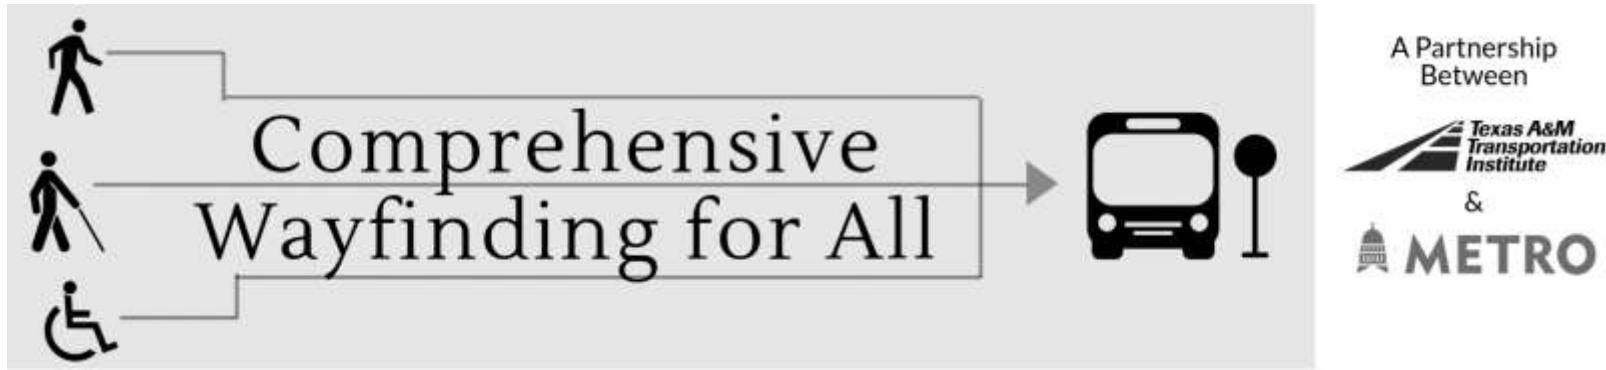 Comprehensive
Wayfinding for All
A Partnership
Between
Texas A&M
Transportation
Institute
&
METRO